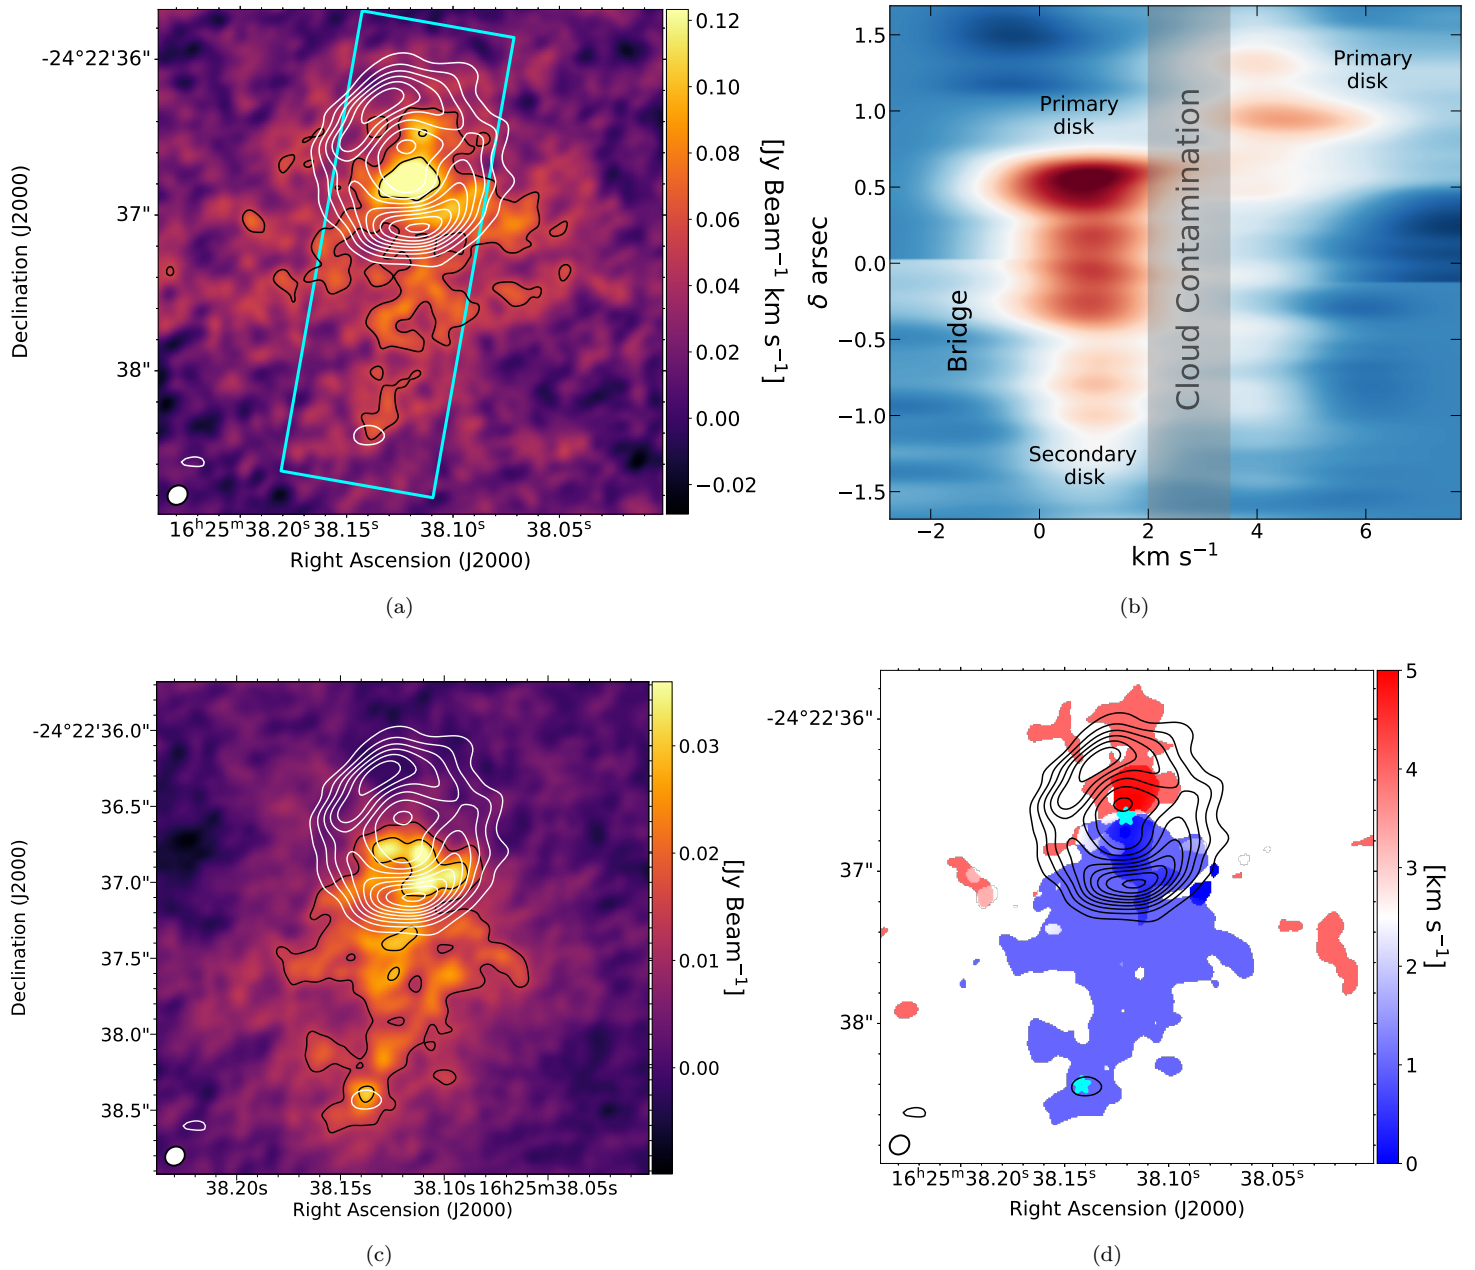 -24°22'36"
37"
38"
Declination (J2000)
16ʰ25ᵐ38.20ˢ
38.15ˢ
38.10ˢ
38.05ˢ
Right Ascension (J2000)
0.12
0.10
0.08
0.06
0.04
0.02
0.00
−0.02
[Jy Beam⁻¹ km s⁻¹]
(a)
1.5
1.0
0.5
0.0
−0.5
−1.0
−1.5
δ arsec
Primary
disk
Primary
disk
Cloud Contamination
Bridge
Secondary
disk
−2
0
2
4
6
km s⁻¹
(b)
-24°22'36.0"
36.5"
37.0"
37.5"
38.0"
38.5"
Declination (J2000)
38.20s
38.15s
38.10s
16h25m38.05s
Right Ascension (J2000)
0.03
0.02
0.01
0.00
[Jy Beam⁻¹]
(c)
-24°22'36"
37"
38"
16ʰ25ᵐ38.20ˢ
38.15ˢ
38.10ˢ
38.05ˢ
Right Ascension (J2000)
5
4
3
2
1
0
[km s⁻¹]
(d)